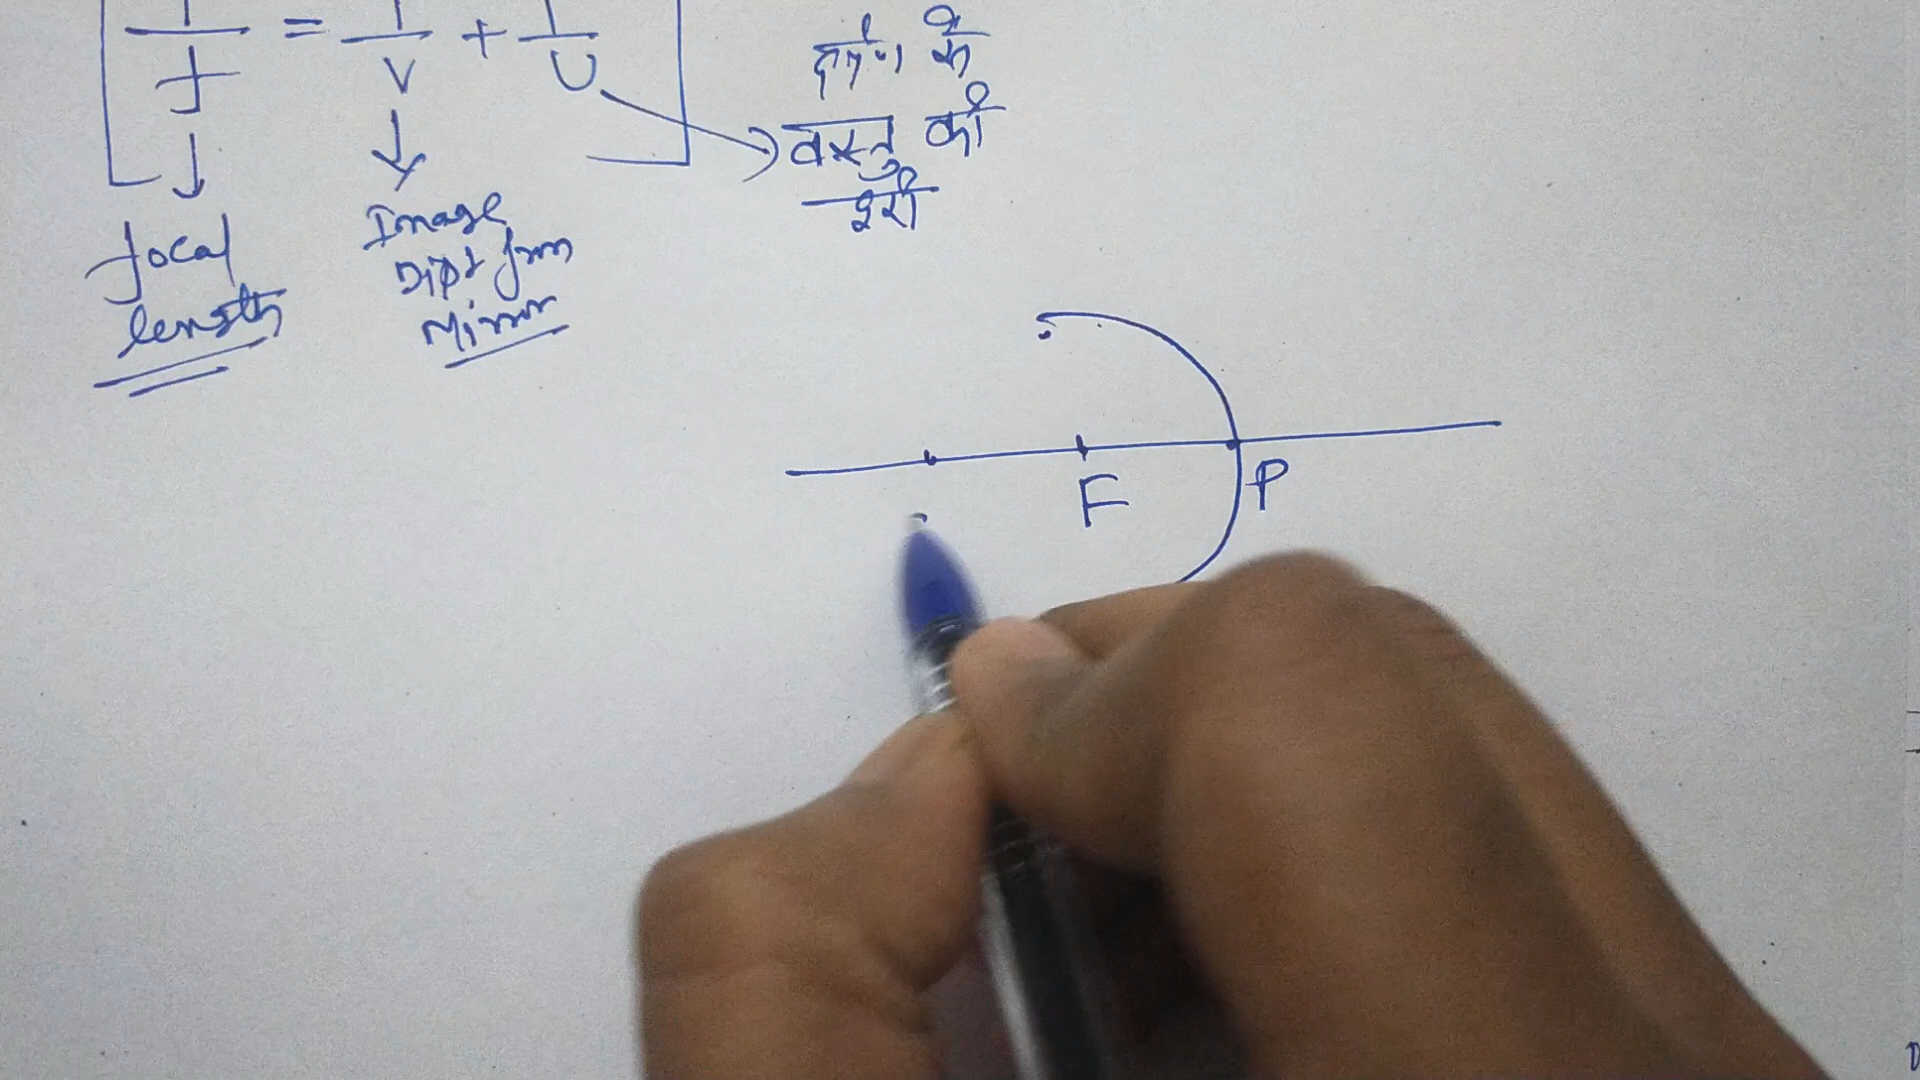 1/f = 1/v + 1/U
focal
length
Image
Dist from
Mirror
दर्पण से
वस्तु की
दूरी
F
P